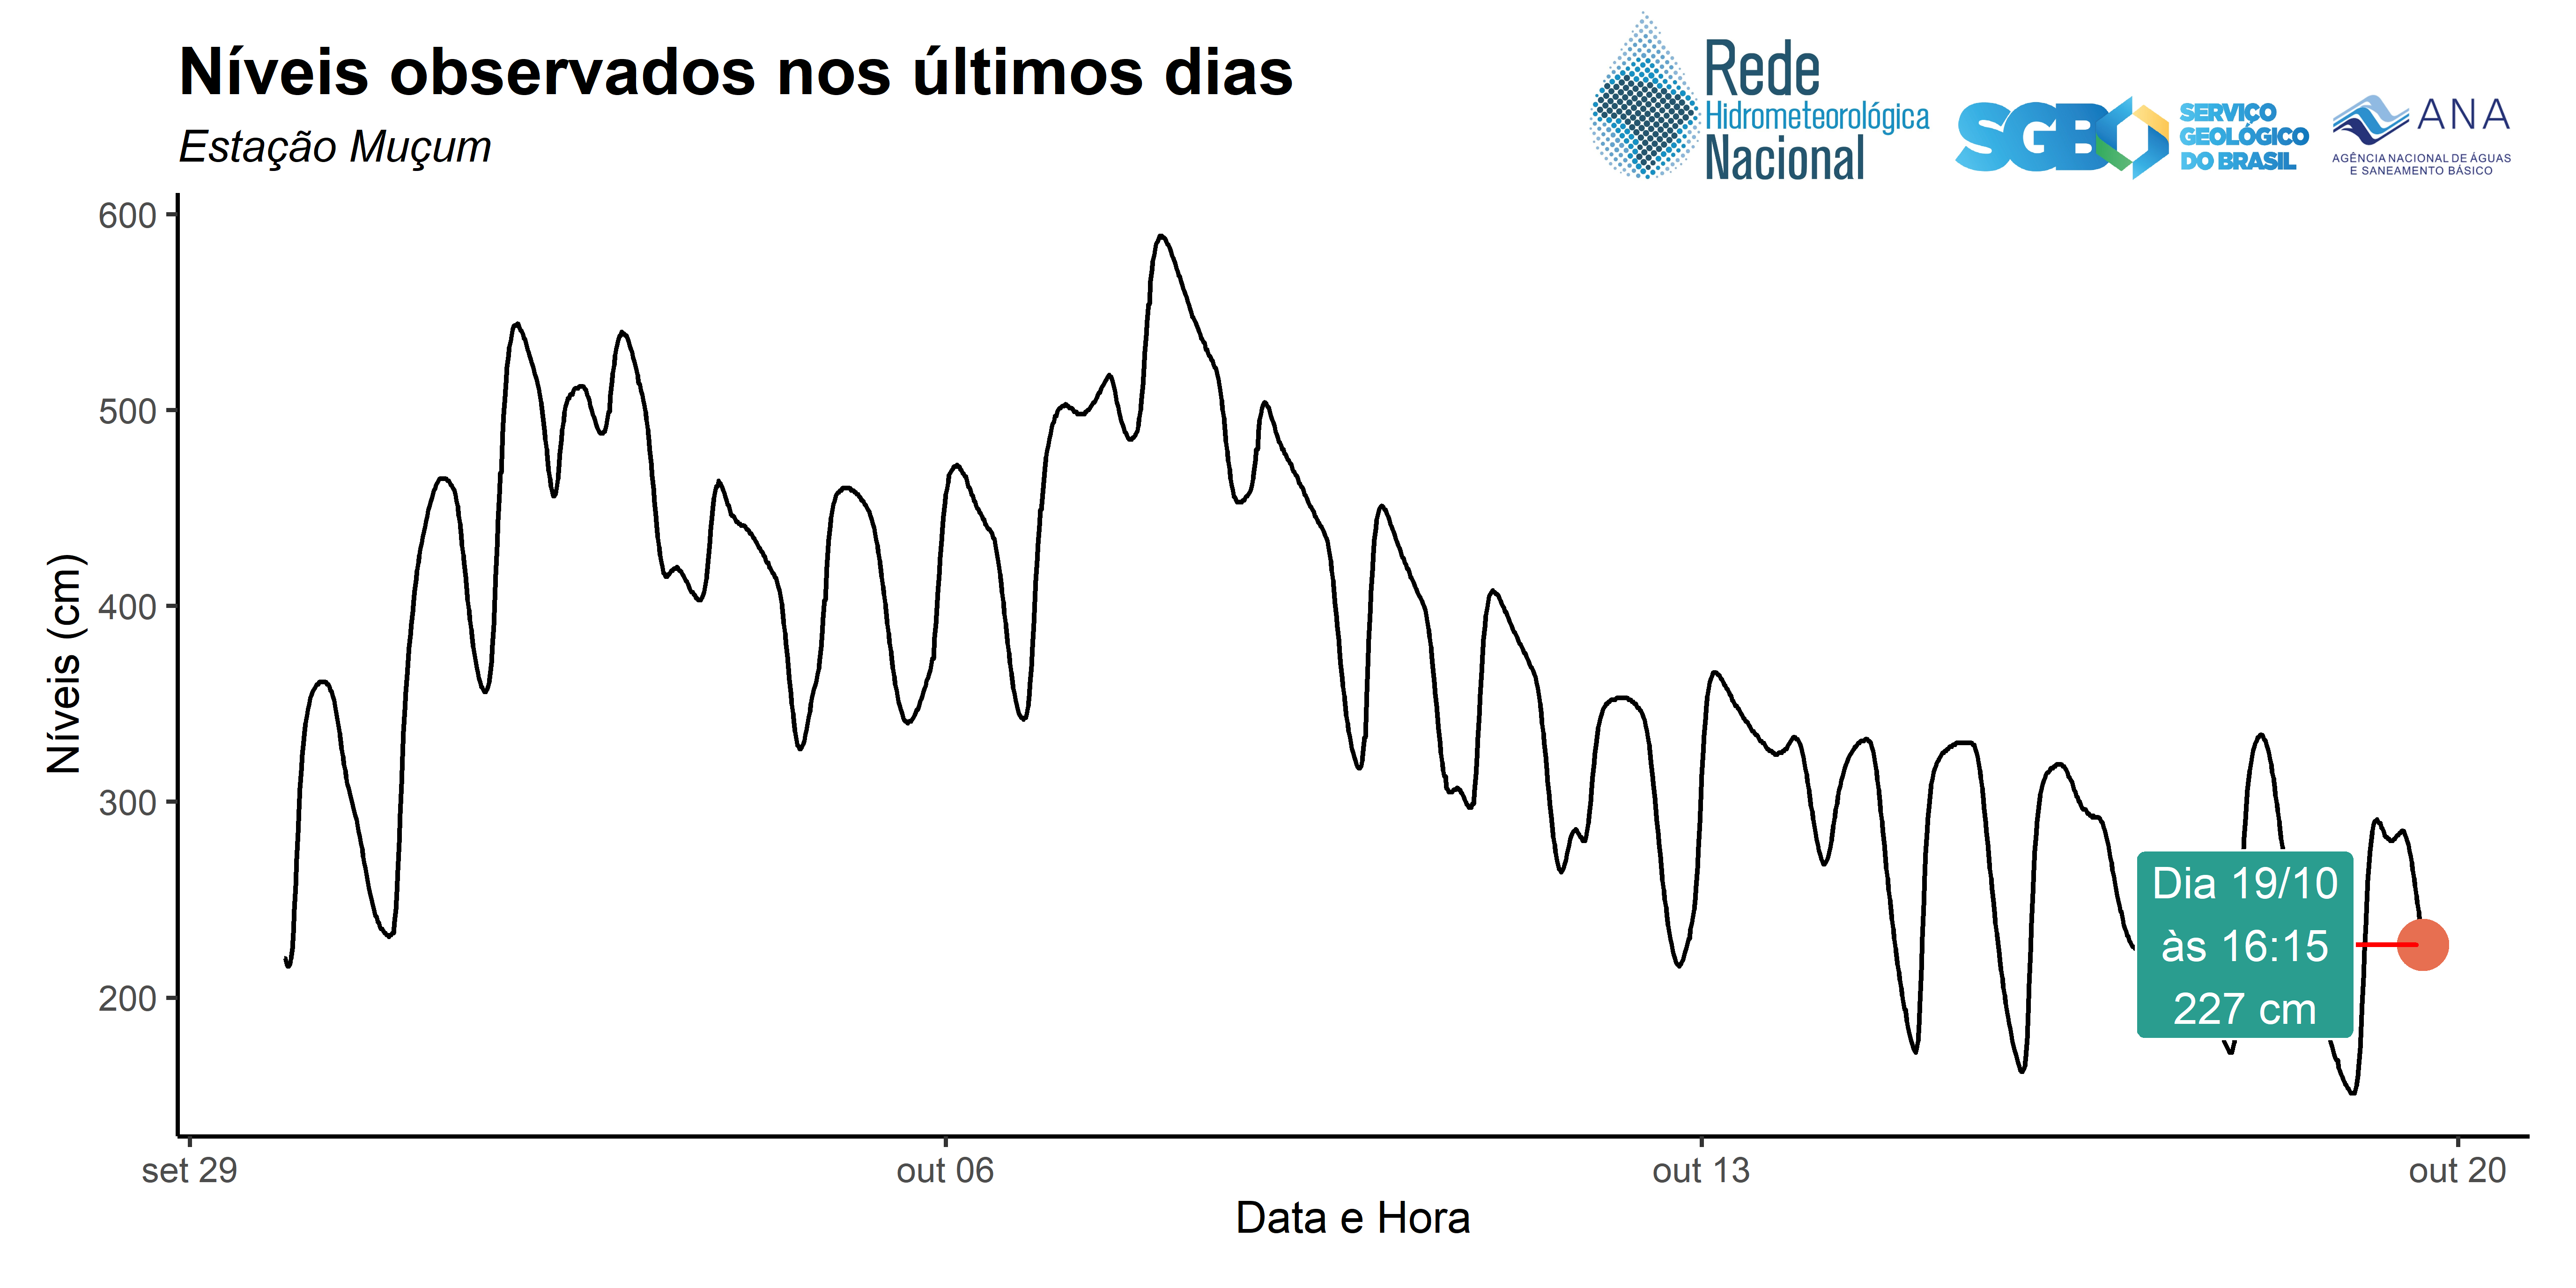 Níveis observados nos últimos dias
Estação Muçum
Rede
Hidrometeorológica
Nacional
SGB
SERVIÇO
GEOLÓGICO
DO BRASIL
ANA
AGÊNCIA NACIONAL DE ÁGUAS
E SANEAMENTO BÁSICO
Níveis (cm)
600
500
400
300
200
Dia 19/10
às 16:15
227 cm
set 29
out 06
out 13
out 20
Data e Hora